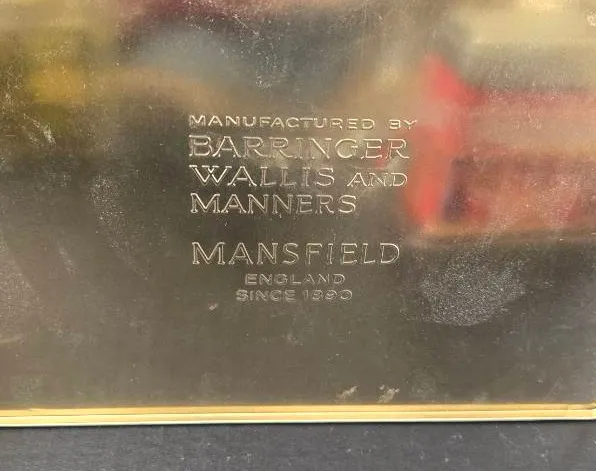 MANUFACTURED BY
BARRINGER
WALLIS AND
MANNERS
MANSFIELD
ENGLAND
SINCE 1890